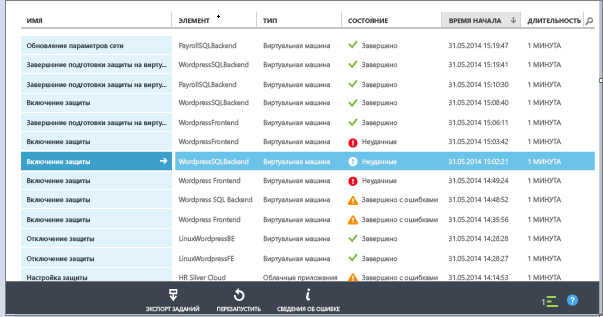 ИМЯ ЭЛЕМЕНТ ТИП СОСТОЯНИЕ ВРЕМЯ НАЧАЛА ДЛИТЕЛЬНОСТЬ
Обновление параметров сети PayrollSQLBackend Виртуальная машина Завершено 31.05.2014 15:19:47 1 МИНУТА
Завершение подготовки защиты на вирту... WordpressSQLBackend Виртуальная машина Завершено 31.05.2014 15:19:41 1 МИНУТА
Завершение подготовки защиты на вирту... PayrollSQLBackend Виртуальная машина Завершено 31.05.2014 15:10:30 1 МИНУТА
Включение защиты WordpressSQLBackend Виртуальная машина Завершено 31.05.2014 15:08:40 1 МИНУТА
Завершение подготовки защиты на вирту... WordpressFrontend Виртуальная машина Завершено 31.05.2014 15:06:11 1 МИНУТА
Включение защиты WordpressFrontend Виртуальная машина Неудачные 31.05.2014 15:03:42 1 МИНУТА
Включение защиты WordpressSQLBackend Виртуальная машина Неудачные 31.05.2014 15:02:21 1 МИНУТА
Включение защиты Wordpress Frontend Виртуальная машина Неудачные 31.05.2014 14:49:24 1 МИНУТА
Включение защиты Wordpress SQL Backend Виртуальная машина Завершено с ошибками 31.05.2014 14:48:52 1 МИНУТА
Включение защиты Wordpress Frontend Виртуальная машина Завершено с ошибками 31.05.2014 14:35:56 1 МИНУТА
Отключение защиты LinuxWordpressBE Виртуальная машина Завершено 31.05.2014 14:28:28 1 МИНУТА
Отключение защиты LinuxWordpressFE Виртуальная машина Завершено 31.05.2014 14:28:27 1 МИНУТА
Настройка защиты HR Silver Cloud Облачные приложения Завершено с ошибками 31.05.2014 14:14:53 1 МИНУТА
ЭКСПОРТ ЗАДАНИЙ ПЕРЕЗАПУСТИТЬ СВЕДЕНИЯ ОБ ОШИБКЕ 1 ?